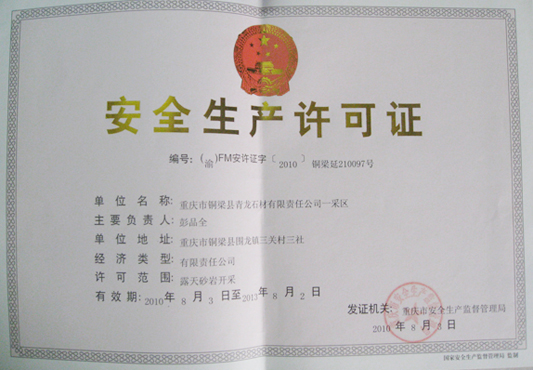 安全生产许可证
编号：(渝)FM安许证字〔2010〕铜梁延210097号
单位名称：重庆市铜梁县青龙石材有限责任公司一采区
主要负责人：彭品全
单位地址：重庆市铜梁县围龙镇三关村三社
经济类型：有限责任公司
许可范围：露天砂岩开采
有效期：2010年8月3日至2013年8月2日
发证机关：重庆市安全生产监督管理局
2010年8月3日
国家安全生产监督管理局 监制